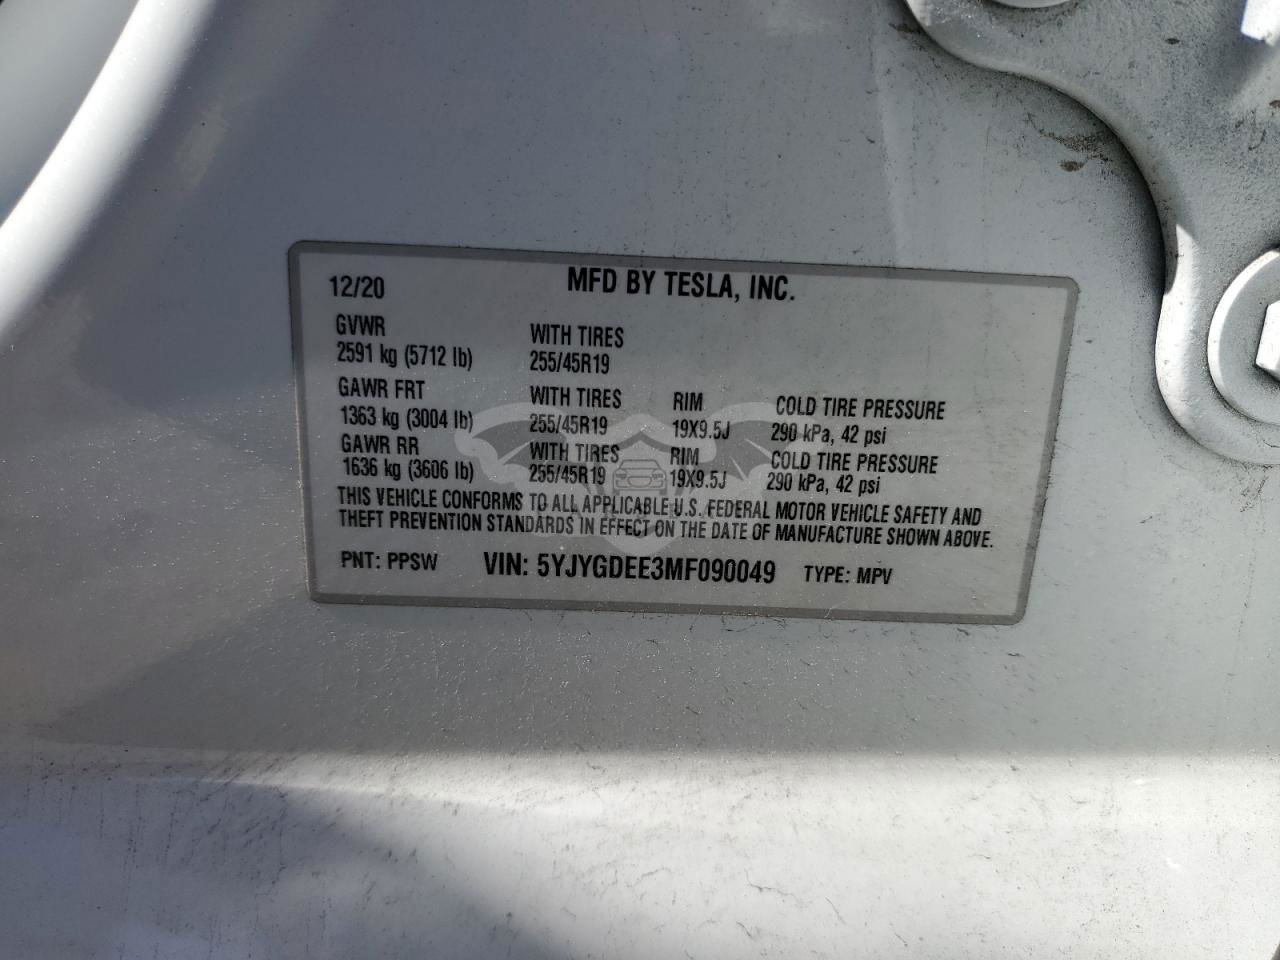 12/20 MFD BY TESLA, INC.
GVWR WITH TIRES
2591 kg (5712 lb) 255/45R19
GAWR FRT WITH TIRES RIM COLD TIRE PRESSURE
1363 kg (3004 lb) 255/45R19 19X9.5J 290 kPa, 42 psi
GAWR RR WITH TIRES RIM COLD TIRE PRESSURE
1636 kg (3606 lb) 255/45R19 19X9.5J 290 kPa, 42 psi
THIS VEHICLE CONFORMS TO ALL APPLICABLE U.S. FEDERAL MOTOR VEHICLE SAFETY AND
THEFT PREVENTION STANDARDS IN EFFECT ON THE DATE OF MANUFACTURE SHOWN ABOVE.
PNT: PPSW VIN: 5YJYGDEE3MF090049 TYPE: MPV